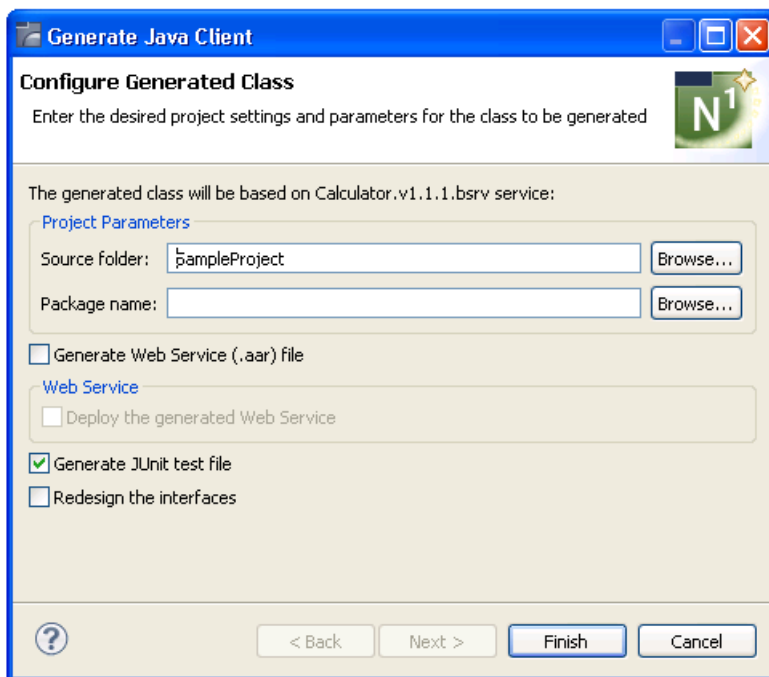 Generate Java Client
Configure Generated Class
Enter the desired project settings and parameters for the class to be generated
N1
The generated class will be based on Calculator.v1.1.1.bsrv service:
Project Parameters
Source folder: SampleProject Browse...
Package name: Browse...
Generate Web Service (.aar) file
Web Service
Deploy the generated Web Service
Generate JUnit test file
Redesign the interfaces
? < Back Next > Finish Cancel